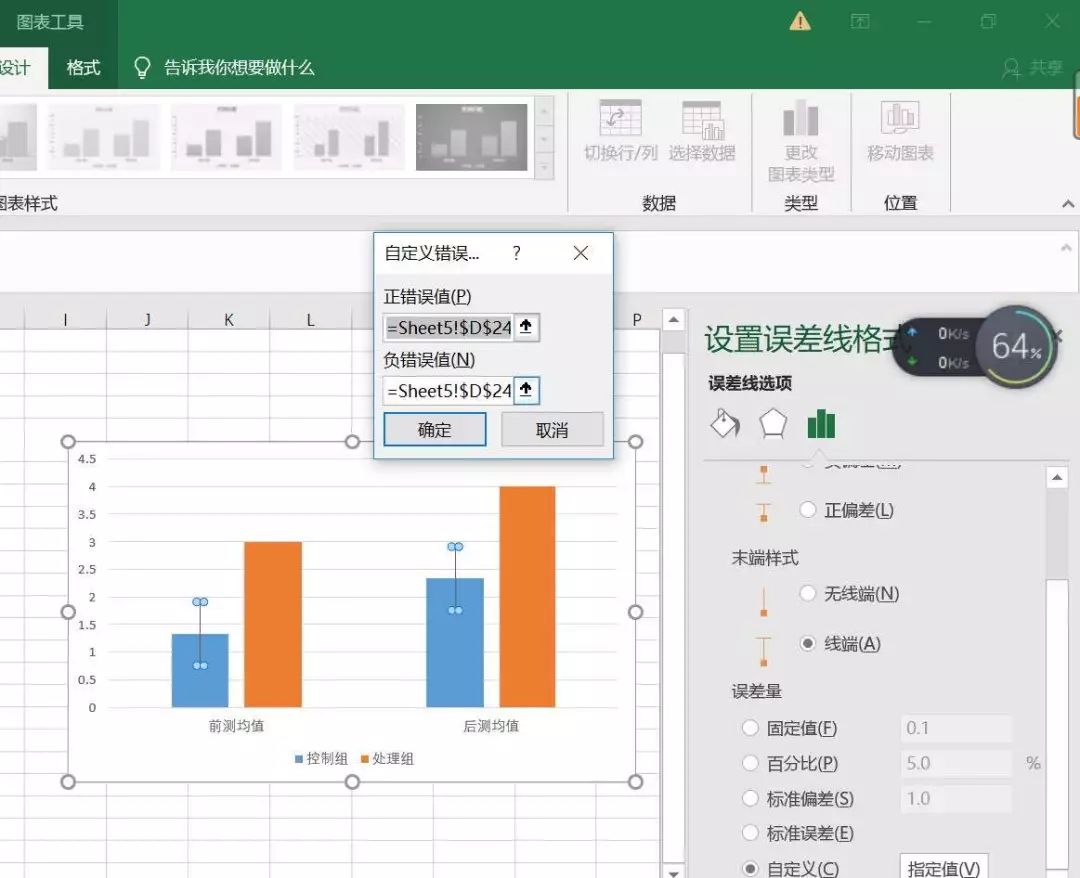 图表工具
设计
格式
告诉我你想要做什么
共享
切换行/列
选择数据
更改
图表类型
移动图表
图表样式
数据
类型
位置
自定义错误...
?
正错误值(P)
=Sheet5!$D$24
负错误值(N)
=Sheet5!$D$24
确定
取消
I
J
K
L
P
设置误差线格式
0K/s
0K/s
64%
误差线选项
正偏差(L)
末端样式
无线端(N)
线端(A)
误差量
固定值(F)
0.1
百分比(P)
5.0
%
标准偏差(S)
1.0
标准误差(E)
自定义(C)
指定值(V)
4.5
4
3.5
3
2.5
2
1.5
1
0.5
0
前测均值
后测均值
控制组
处理组